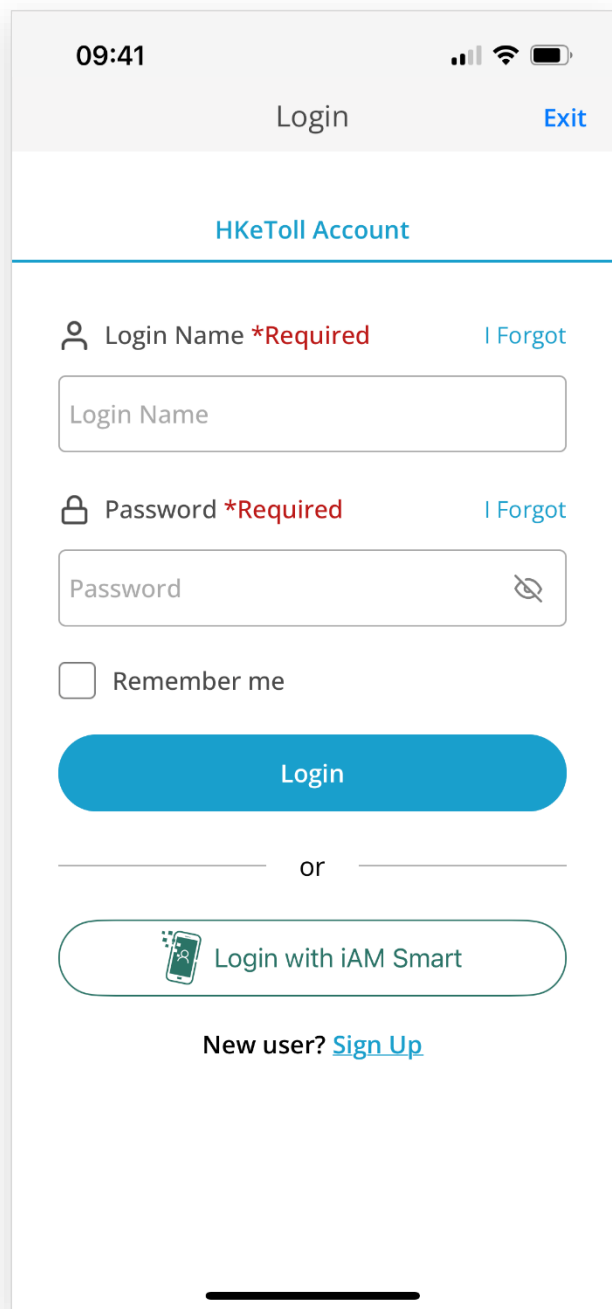 09:41
Login Exit
HKeToll Account
Login Name *Required I Forgot
Login Name
Password *Required I Forgot
Password
Remember me
Login
or
Login with iAM Smart
New user? Sign Up